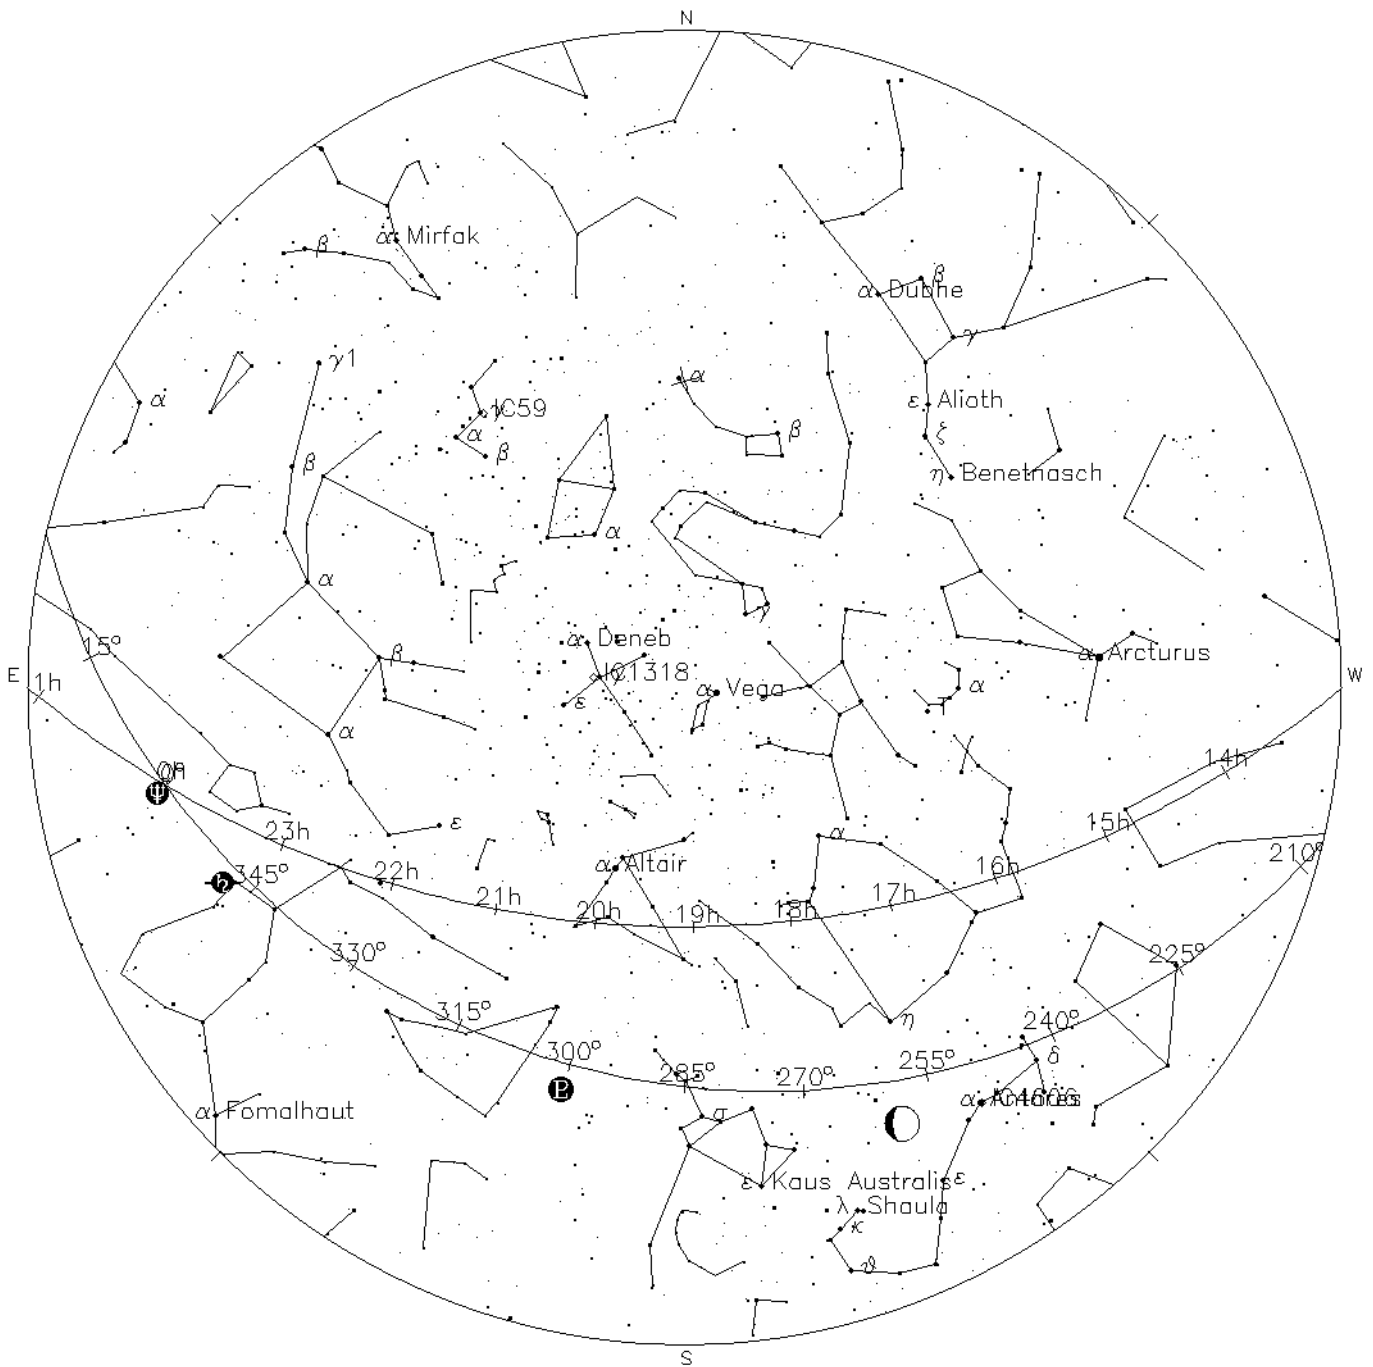 N
β
α Mirfak
β
α Dubhe
γ
γ1
α
α
ε Alioth
γ IC59
α
β
β
ζ
β
η Benetnasch
α
α
γ
α Deneb
15°
β
α Arcturus
E
1h
IC1318
α
W
α Vega
ε
α
0h
14h
ε
23h
α
15h
α Altair
210°
345°
22h
16h
21h
20h
19h
18h
17h
330°
225°
315°
η
240°
300°
δ
285°
270°
255°
α Fomalhaut
α Antares
σ
ε Kaus Australis
ε
λ Shaula
κ
ϑ
S